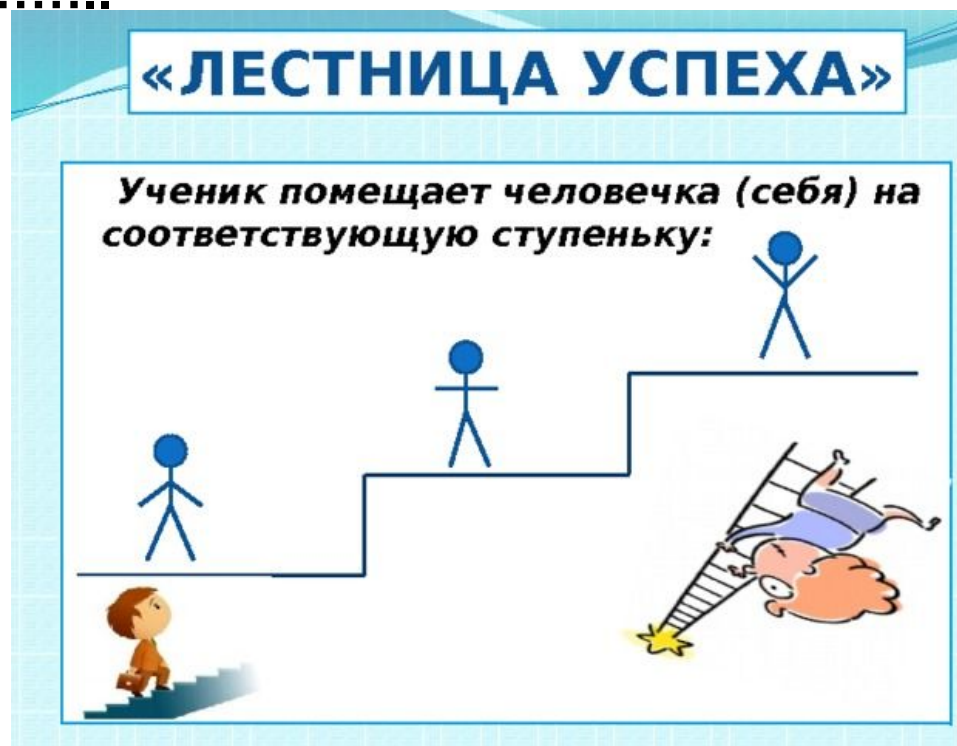 «ЛЕСТНИЦА УСПЕХА»
Ученик помещает человечка (себя) на
соответствующую ступеньку: